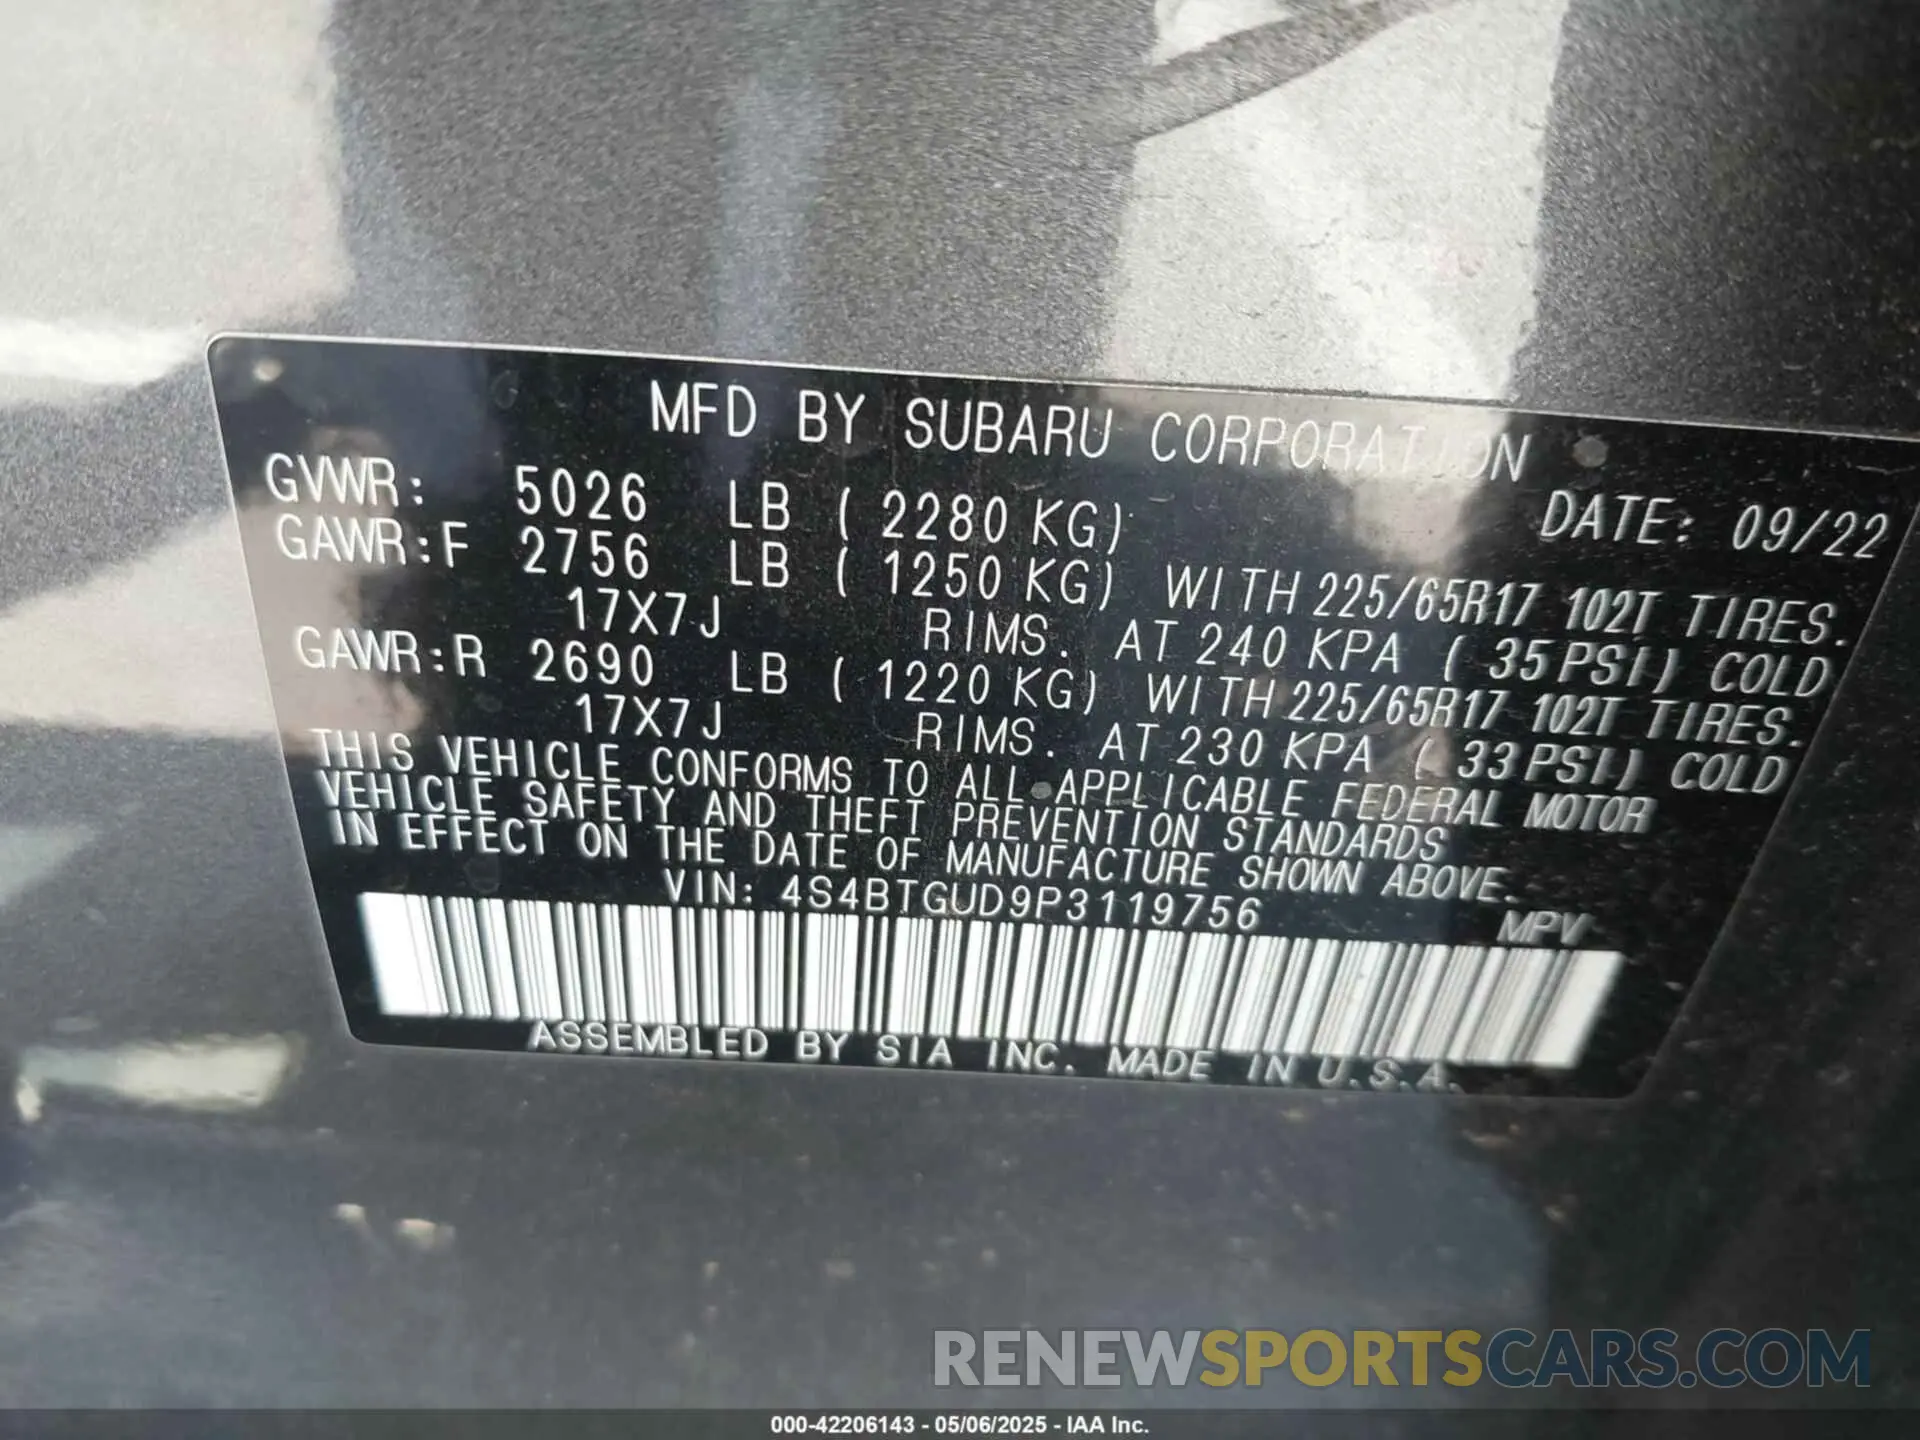 MFD BY SUBARU CORPORATION
GVWR: 5026 LB ( 2280 KG) DATE: 09/22
GAWR:F 2756 LB ( 1250 KG) WITH 225/65R17 102T TIRES.
17X7J RIMS. AT 240 KPA ( 35PSI) COLD
GAWR:R 2690 LB ( 1220 KG) WITH 225/65R17 102T TIRES.
17X7J RIMS. AT 230 KPA ( 33PSI) COLD
THIS VEHICLE CONFORMS TO ALL APPLICABLE FEDERAL MOTOR
VEHICLE SAFETY AND THEFT PREVENTION STANDARDS
IN EFFECT ON THE DATE OF MANUFACTURE SHOWN ABOVE.
VIN: 4S4BTGUD9P3119756 MPV
ASSEMBLED BY SIA INC. MADE IN U.S.A.
RENEWSPORTSCARS.COM
000-42206143 - 05/06/2025 - IAA Inc.